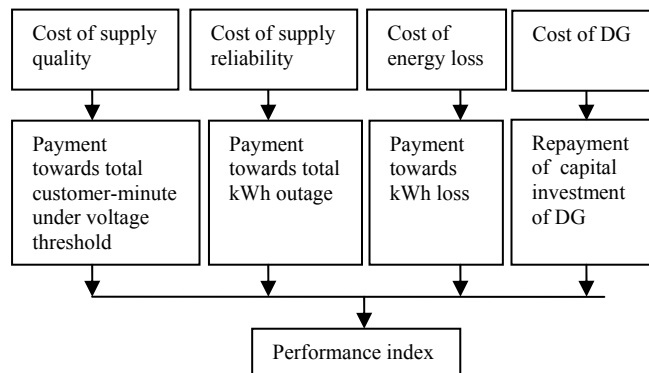 Cost of supply
quality
Cost of supply
reliability
Cost of
energy loss
Cost of DG
Payment
towards total
customer-minute
under voltage
threshold
Payment
towards total
kWh outage
Payment
towards
kWh loss
Repayment
of capital
investment
of DG
Performance index